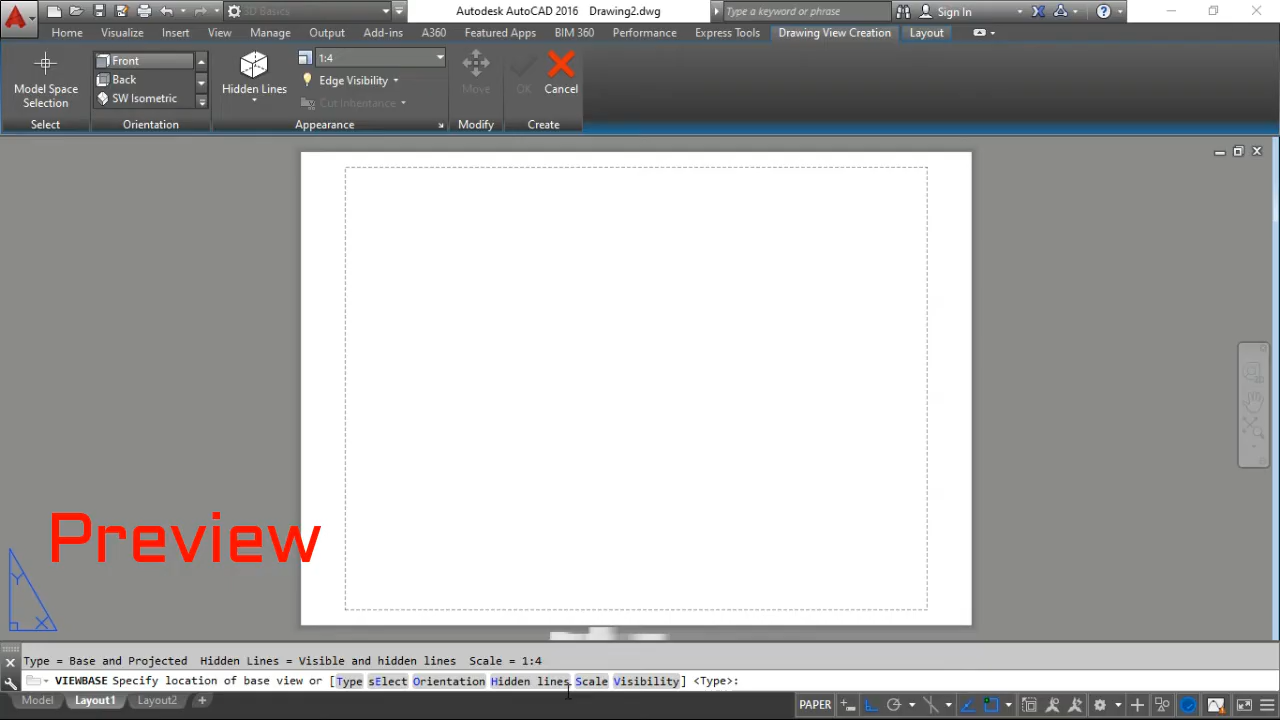 3D Basics
Autodesk AutoCAD 2016 Drawing2.dwg
Type a keyword or phrase
Sign In
Home Visualize Insert View Manage Output Add-ins A360 Featured Apps BIM 360 Performance Express Tools Drawing View Creation Layout
Model Space
Selection
Select
Front
Back
SW Isometric
Orientation
Hidden Lines
1:4
Edge Visibility
Cut Inheritance
Appearance
Move
Modify
OK
Cancel
Create
Preview
Y
X
Type = Base and Projected Hidden Lines = Visible and hidden lines Scale = 1:4
VIEWBASE Specify location of base view or [Type sElect Orientation Hidden lines Scale Visibility] <Type>:
Model Layout1 Layout2 +
PAPER